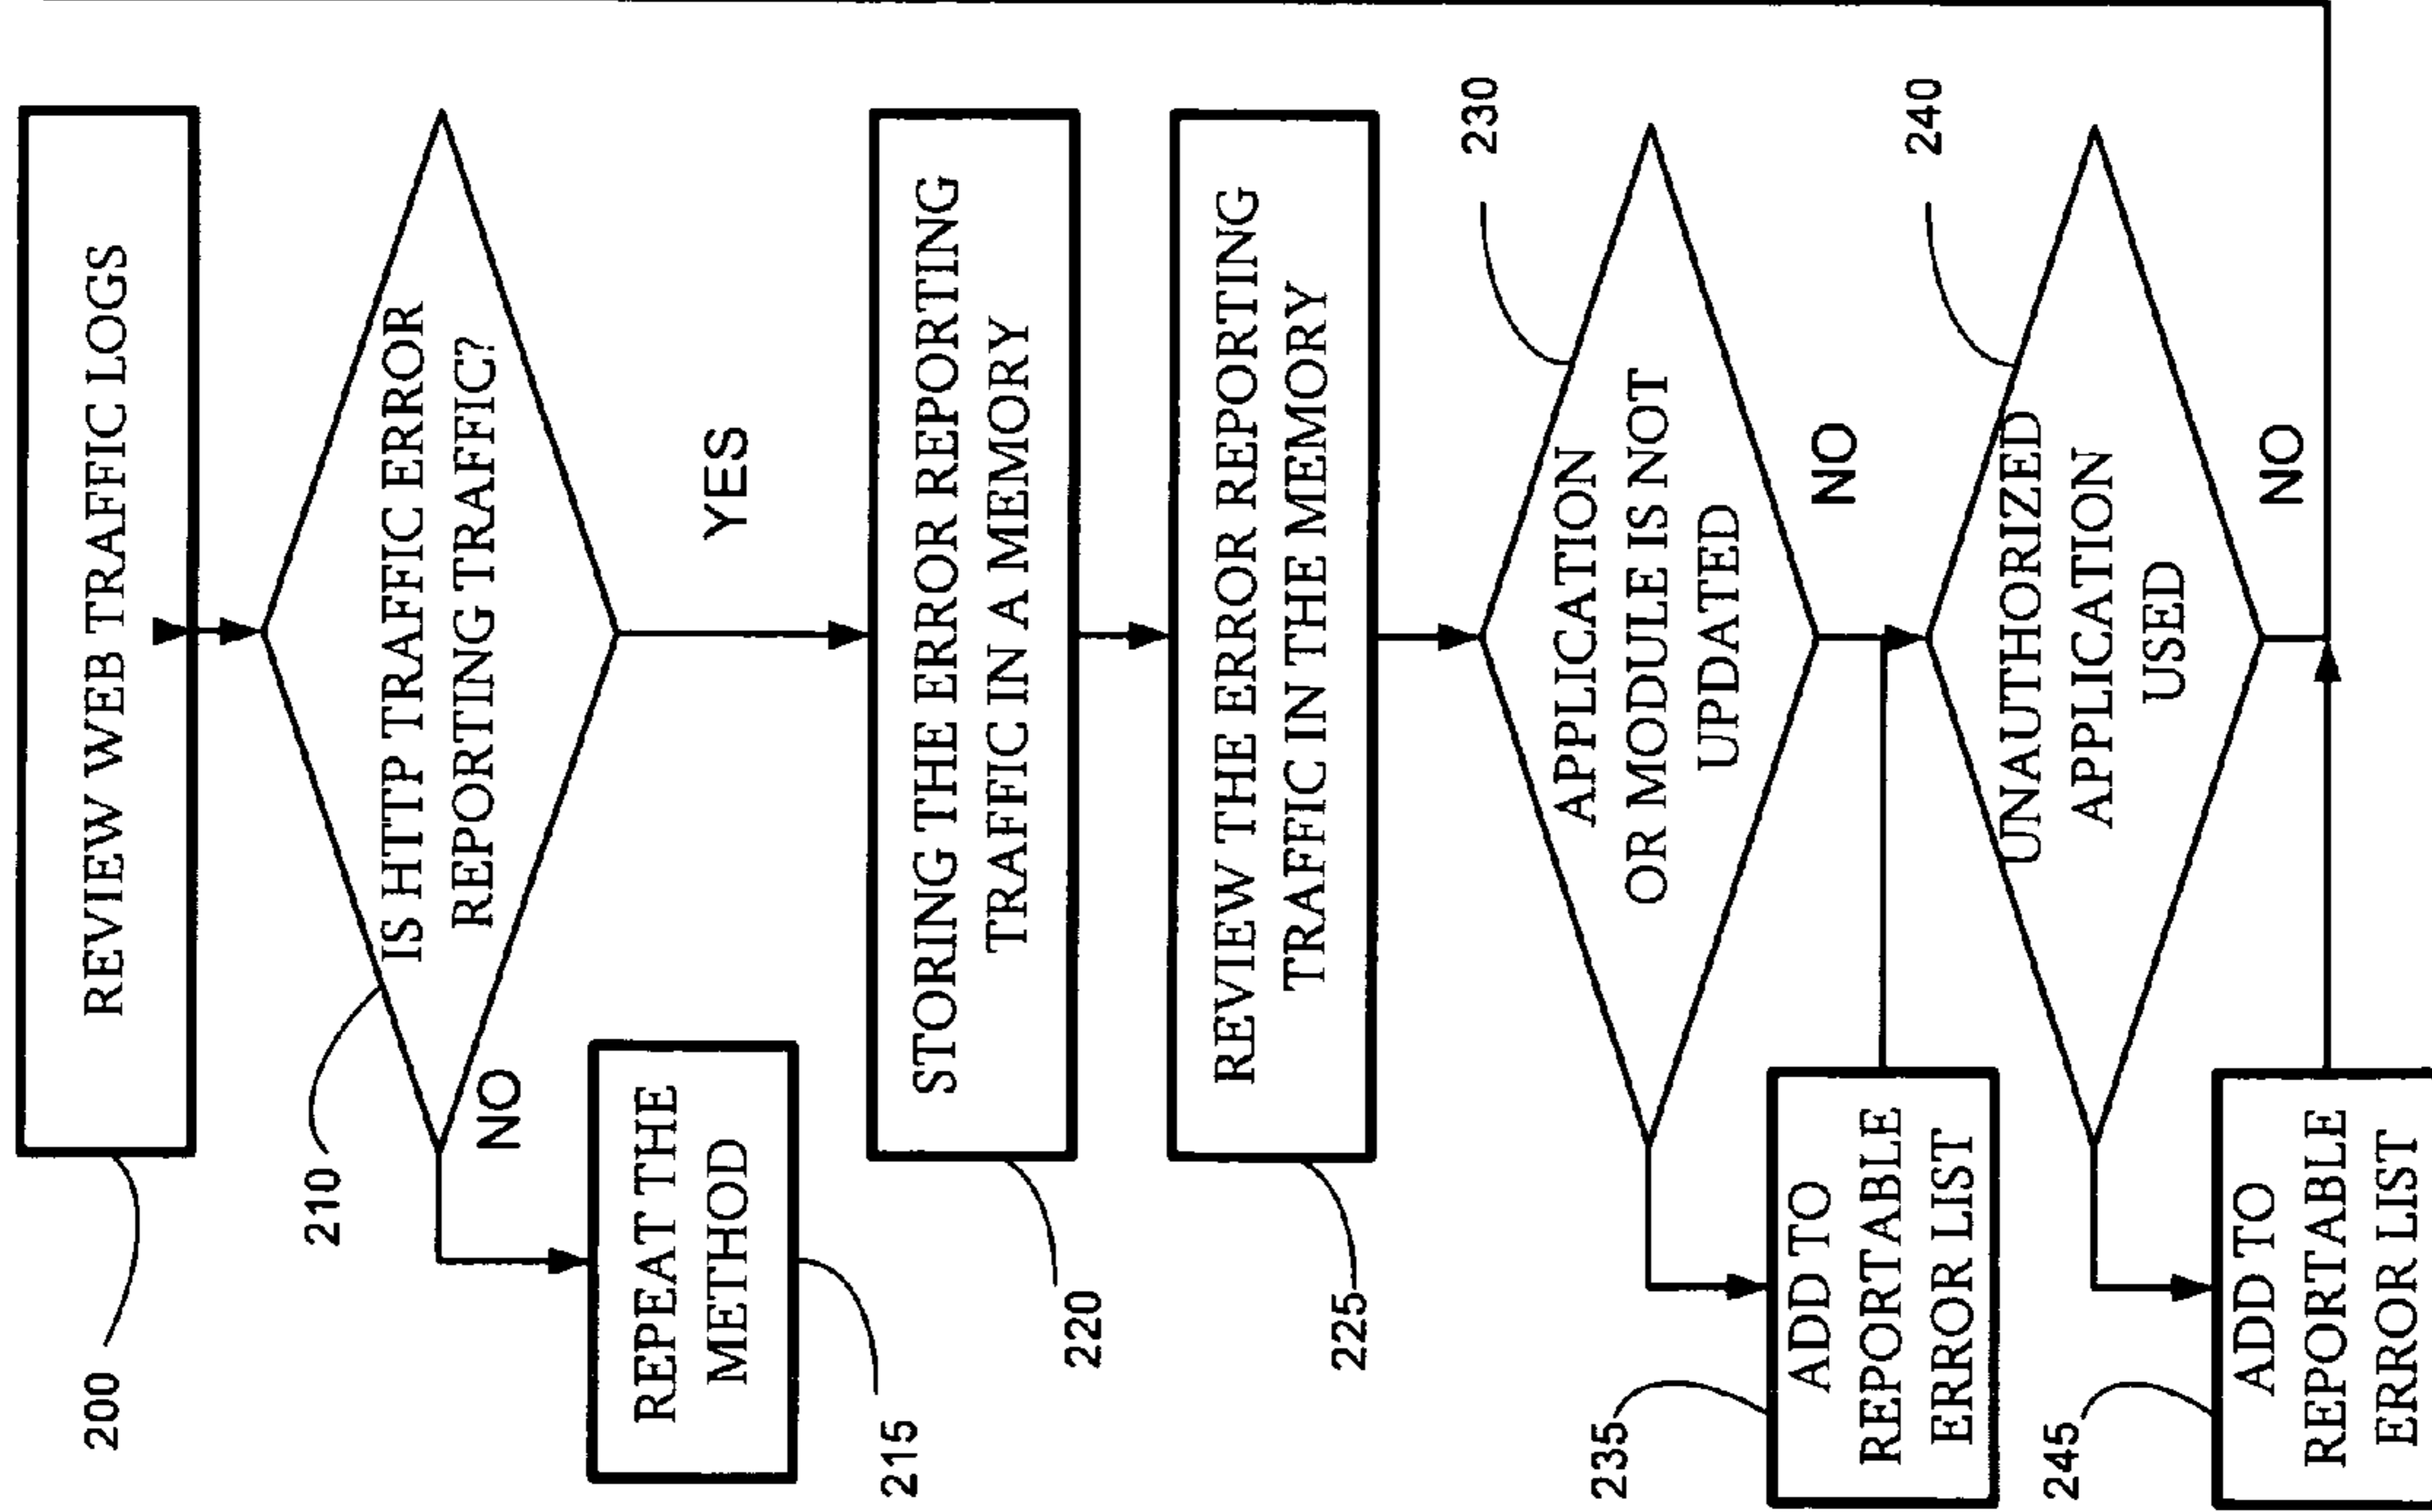 200
REVIEW WEB TRAFFIC LOGS
210
IS HTTP TRAFFIC ERROR
REPORTING TRAFFIC?
NO
YES
REPEAT THE
METHOD
215
STORING THE ERROR REPORTING
TRAFFIC IN A MEMORY
220
REVIEW THE ERROR REPORTING
TRAFFIC IN THE MEMORY
225
230
APPLICATION
OR MODULE IS NOT
UPDATED
NO
235
ADD TO
REPORTABLE
ERROR LIST
240
UNAUTHORIZED
APPLICATION
USED
NO
245
ADD TO
REPORTABLE
ERROR LIST